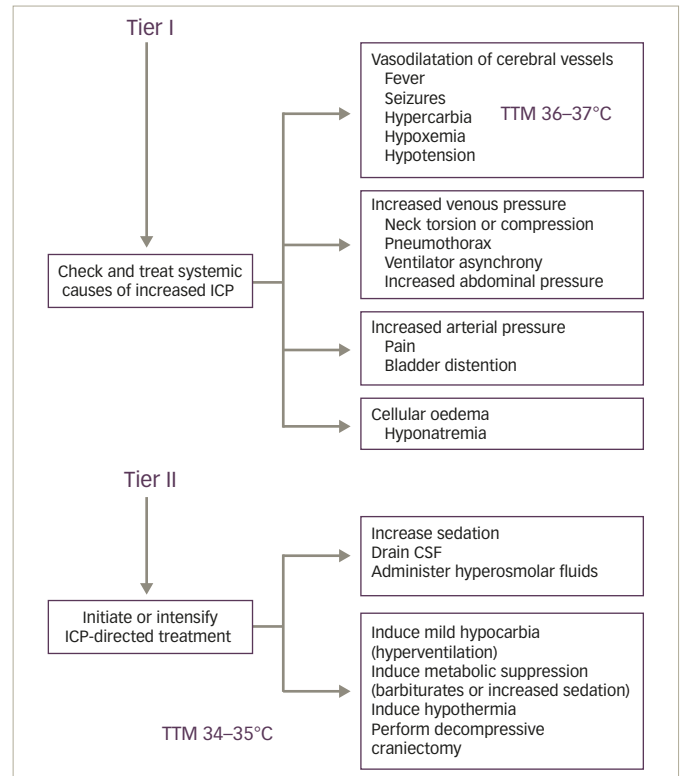 Tier I
Check and treat systemic
causes of increased ICP
Vasodilatation of cerebral vessels
Fever
Seizures
Hypercarbia
Hypoxemia
Hypotension
TTM 36–37°C
Increased venous pressure
Neck torsion or compression
Pneumothorax
Ventilator asynchrony
Increased abdominal pressure
Increased arterial pressure
Pain
Bladder distention
Cellular oedema
Hyponatremia
Tier II
Initiate or intensify
ICP-directed treatment
Increase sedation
Drain CSF
Administer hyperosmolar fluids
Induce mild hypocarbia
(hyperventilation)
Induce metabolic suppression
(barbiturates or increased sedation)
Induce hypothermia
Perform decompressive
craniectomy
TTM 34–35°C